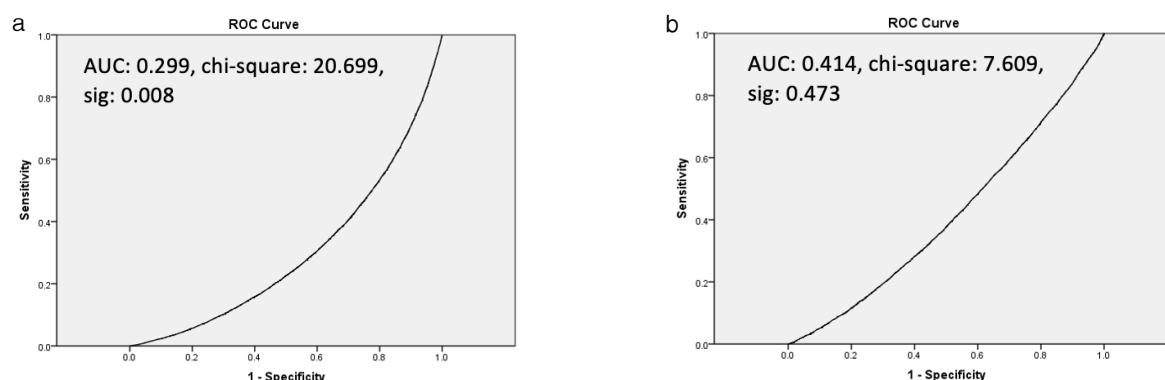 a
ROC Curve
AUC: 0.299, chi-square: 20.699,
sig: 0.008
1.0
0.8
0.6
0.4
0.2
0.0
Sensitivity
0.0 0.2 0.4 0.6 0.8 1.0
1 - Specificity
b
ROC Curve
AUC: 0.414, chi-square: 7.609,
sig: 0.473
1.0
0.8
0.6
0.4
0.2
0.0
Sensitivity
0.0 0.2 0.4 0.6 0.8 1.0
1 - Specificity